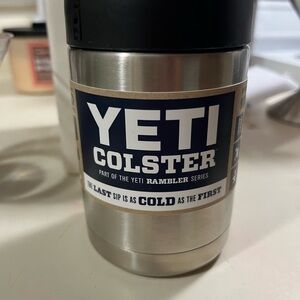 YETI
COLSTER
PART OF THE YETI RAMBLER SERIES
THE LAST SIP IS AS COLD AS THE FIRST